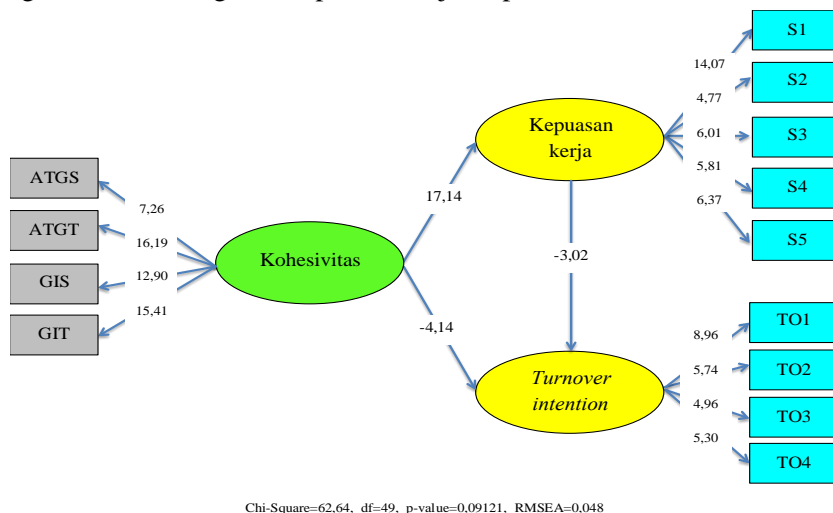 S1
14,07
S2
4,77
Kepuasan
kerja
6,01
S3
5,81
S4
6,37
S5
ATGS
7,26
17,14
ATGT
16,19
Kohesivitas
-3,02
GIS
12,90
15,41
GIT
-4,14
TO1
8,96
TO2
5,74
Turnover
intention
4,96
TO3
5,30
TO4
Chi-Square=62,64, df=49, p-value=0,09121, RMSEA=0,048